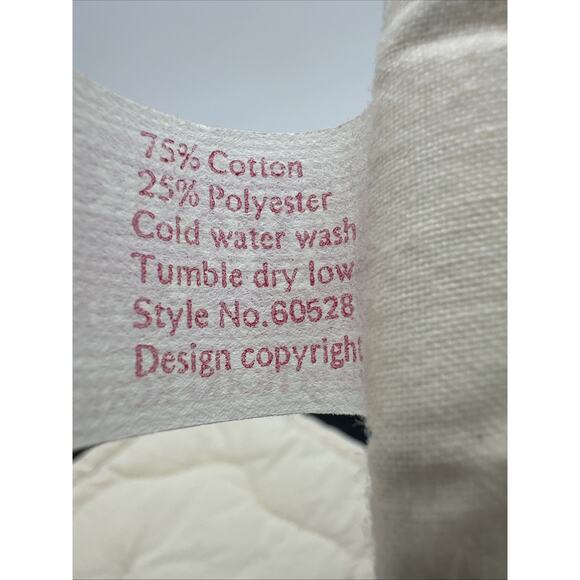 75% Cotton
25% Polyester
Cold water wash
Tumble dry low
Style No.60528
Design copyright